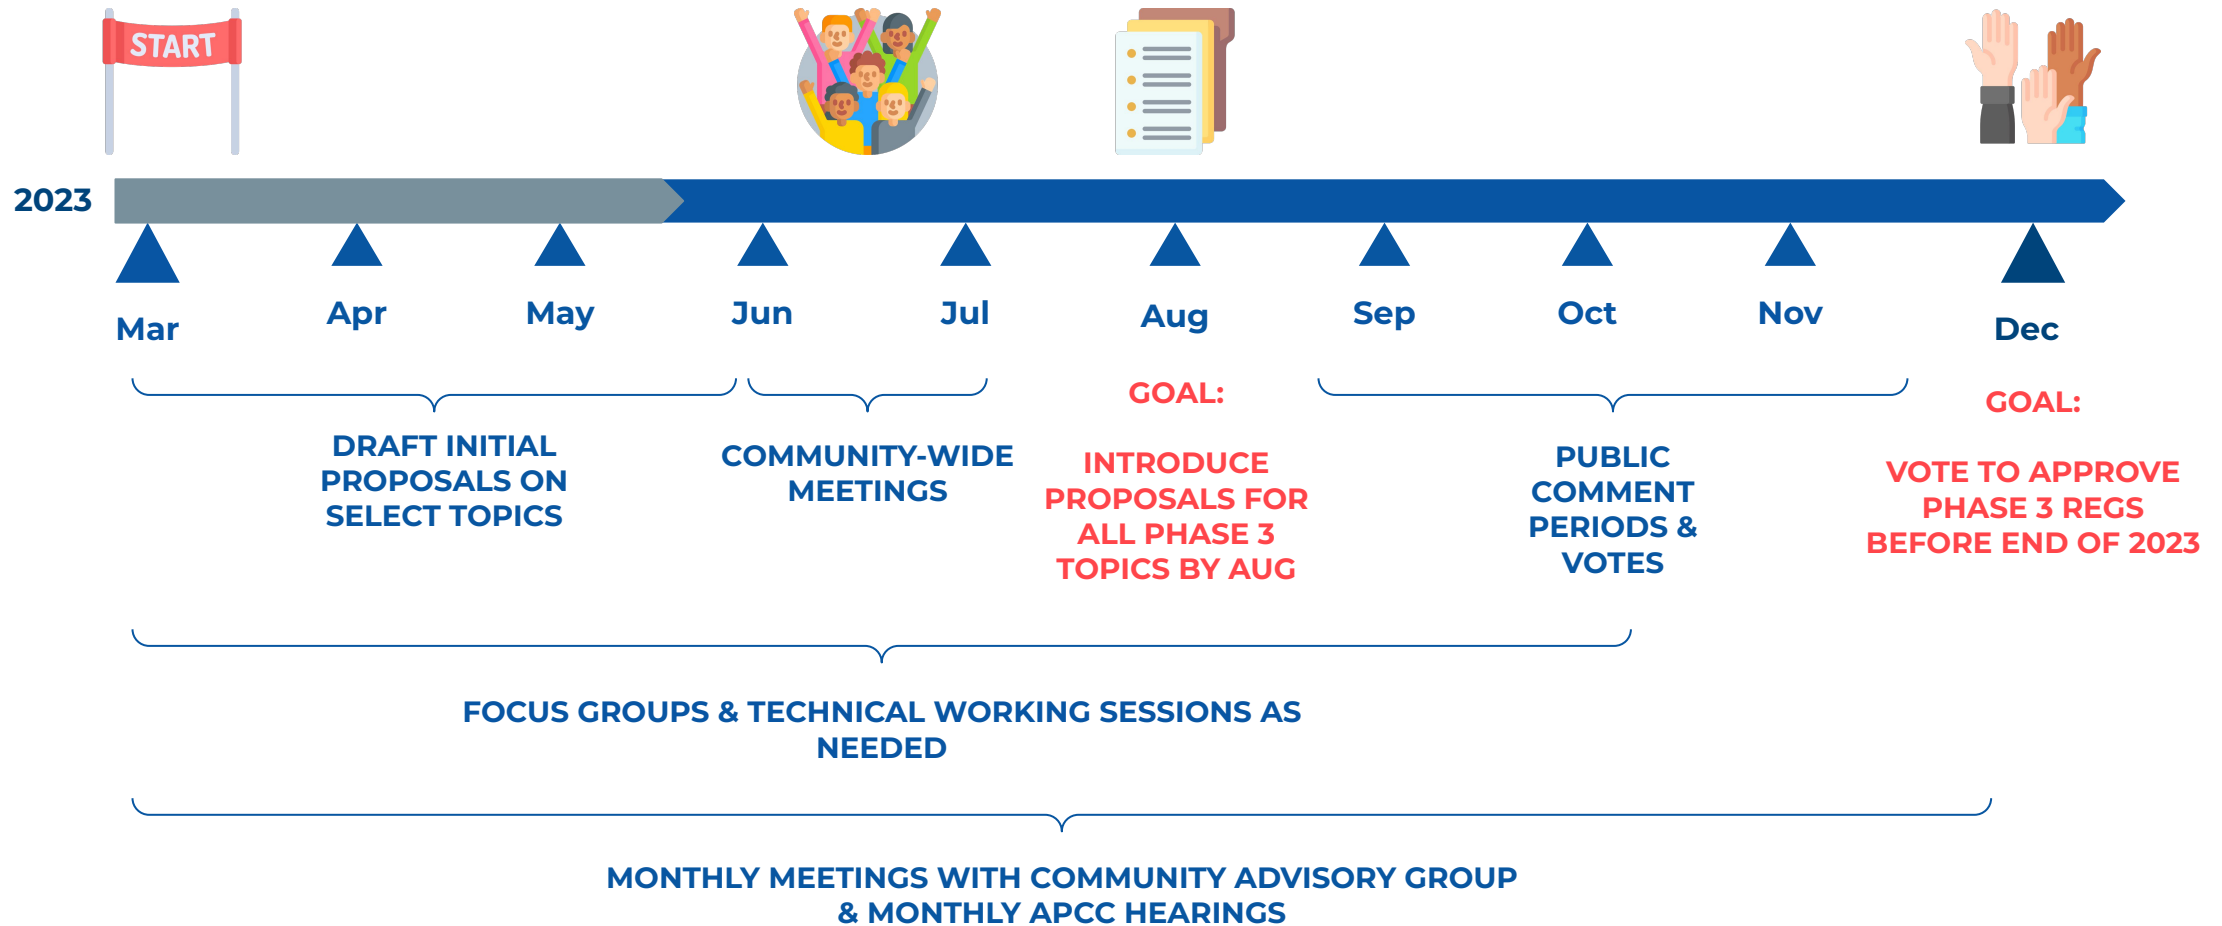 START
2023
Mar
Apr
May
Jun
Jul
Aug
Sep
Oct
Nov
Dec
DRAFT INITIAL
PROPOSALS ON
SELECT TOPICS
COMMUNITY-WIDE
MEETINGS
GOAL:
INTRODUCE
PROPOSALS FOR
ALL PHASE 3
TOPICS BY AUG
PUBLIC
COMMENT
PERIODS &
VOTES
GOAL:
VOTE TO APPROVE
PHASE 3 REGS
BEFORE END OF 2023
FOCUS GROUPS & TECHNICAL WORKING SESSIONS AS
NEEDED
MONTHLY MEETINGS WITH COMMUNITY ADVISORY GROUP
& MONTHLY APCC HEARINGS